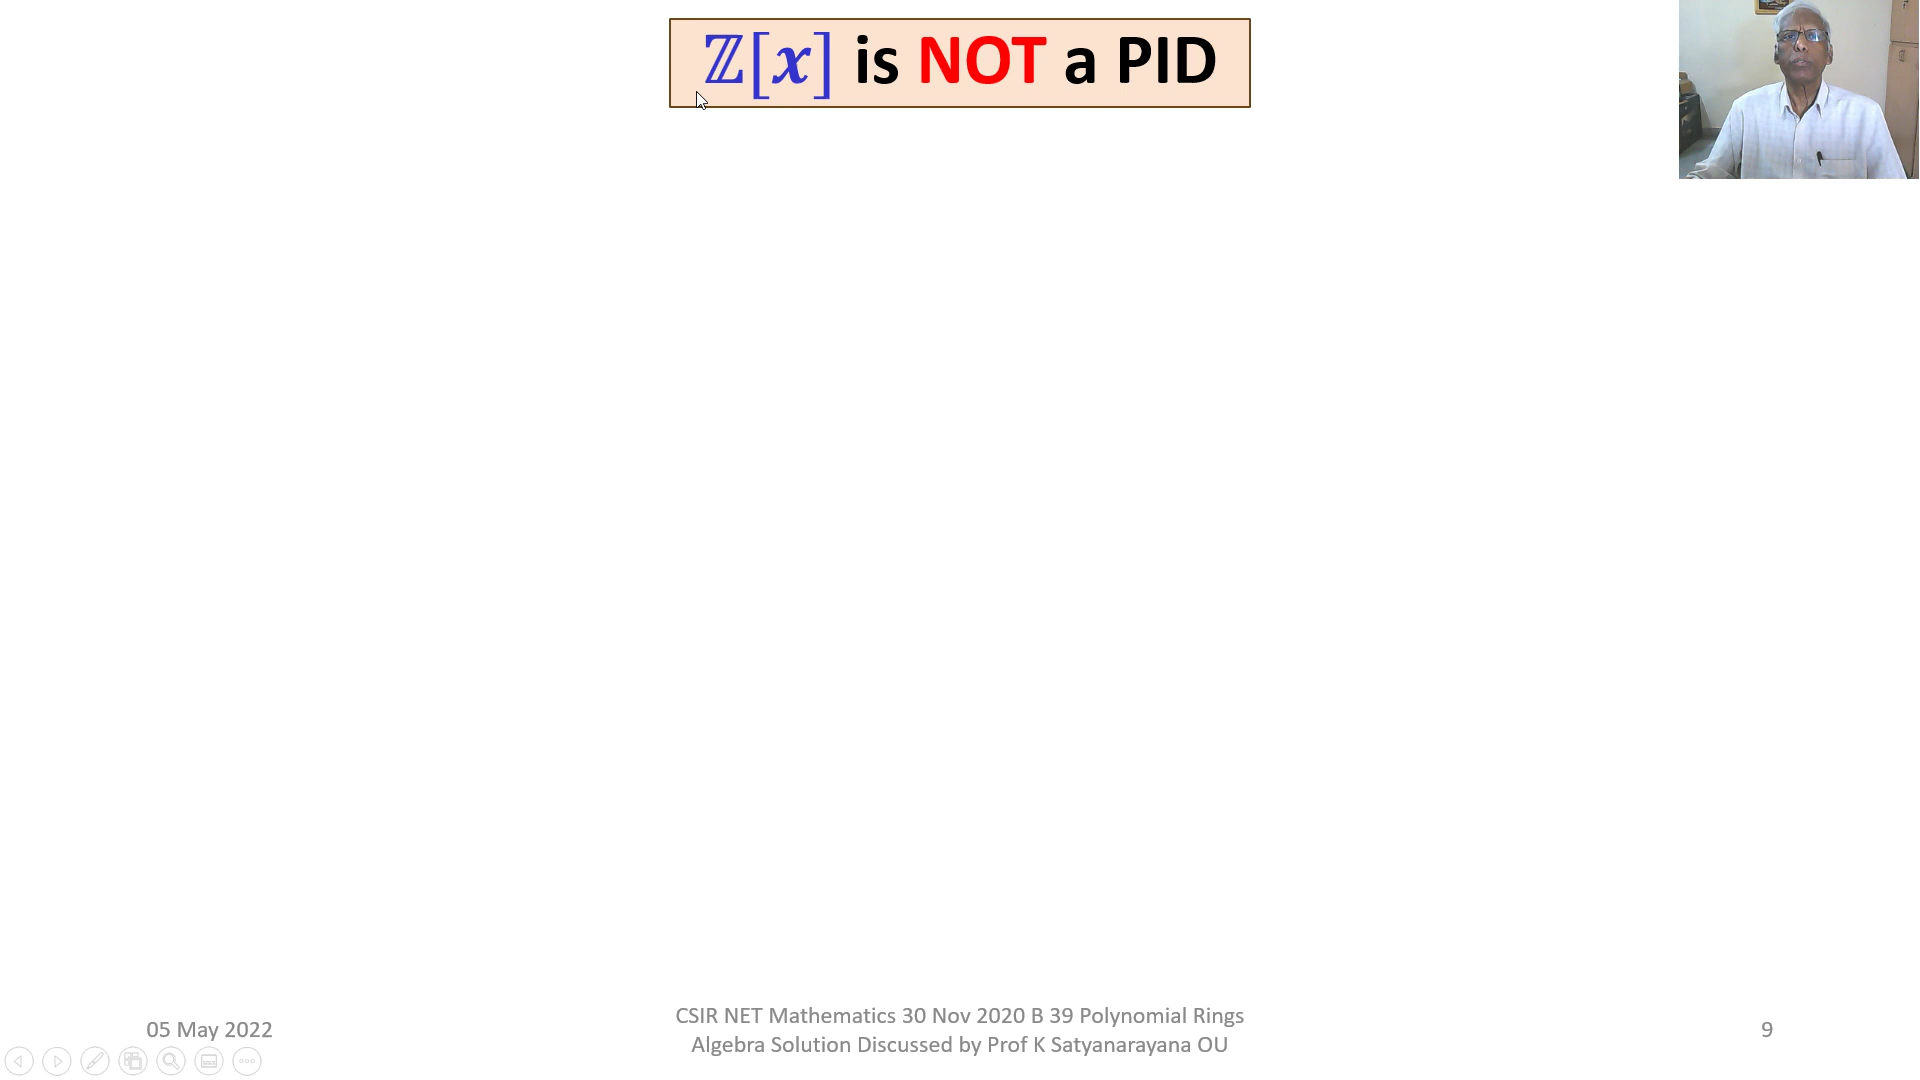 ℤ[𝒙] is NOT a PID
05 May 2022
CSIR NET Mathematics 30 Nov 2020 B 39 Polynomial Rings
Algebra Solution Discussed by Prof K Satyanarayana OU
9